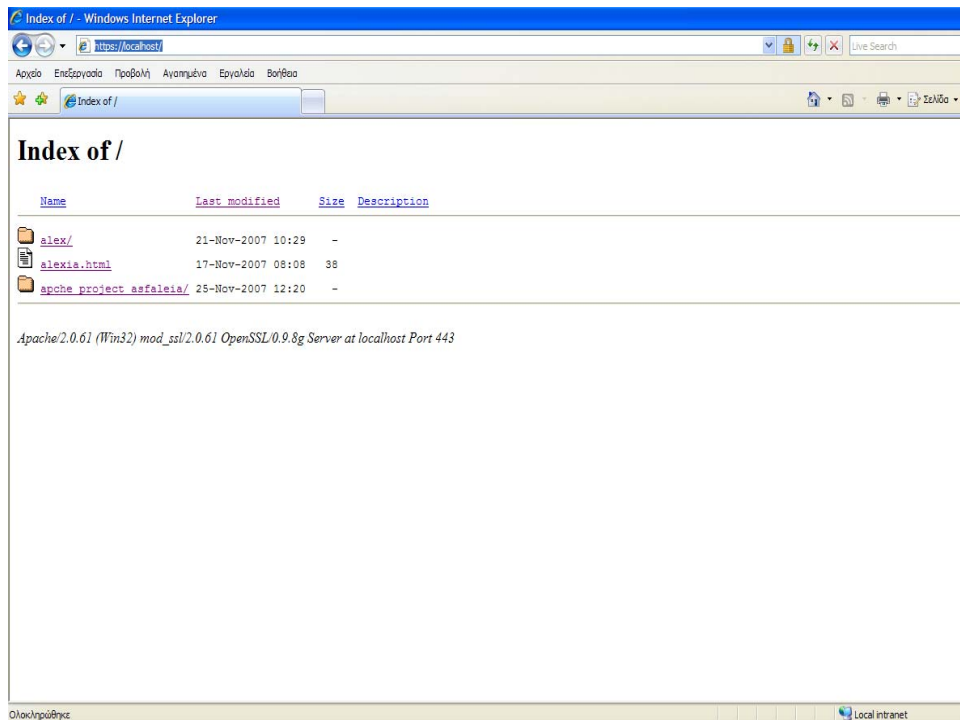 Index of / - Windows Internet Explorer
https://localhost/
Live Search
Αρχείο Επεξεργασία Προβολή Αγαπημένα Εργαλεία Βοήθεια
Index of /
Σελίδα
Index of /
Name Last modified Size Description
alex/ 21-Nov-2007 10:29 -
alexia.html 17-Nov-2007 08:08 38
apche project asfaleia/ 25-Nov-2007 12:20 -
Apache/2.0.61 (Win32) mod_ssl/2.0.61 OpenSSL/0.9.8g Server at localhost Port 443
Ολοκληρώθηκε
Local intranet